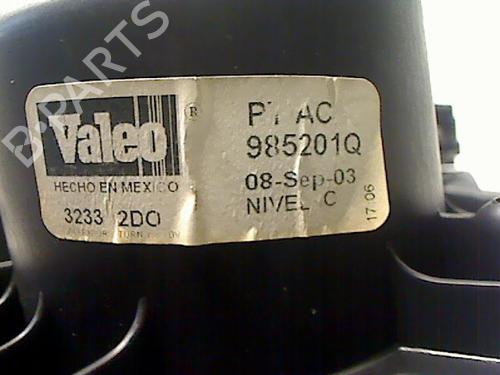 B-PARTS
Valeo ®
HECHO EN MEXICO
3233 2DO
PT AC
985201Q
08-Sep-03
NIVEL C
17:06